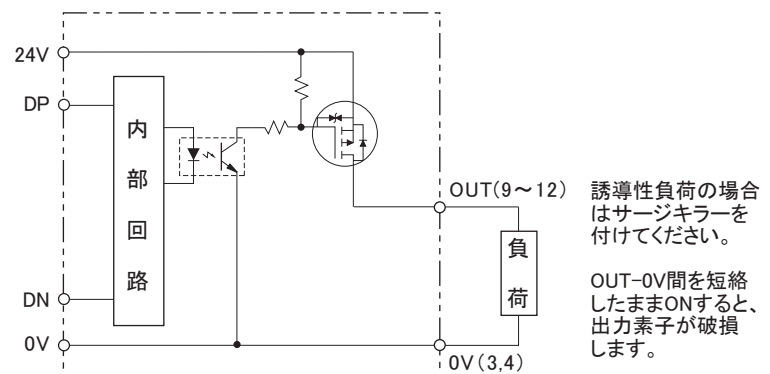 24V
DP
内部回路
DN
0V
OUT(9～12)
負荷
0V(3,4)
誘導性負荷の場合
はサージキラーを
付けてください。
OUT-0V間を短絡
したままONすると、
出力素子が破損
します。